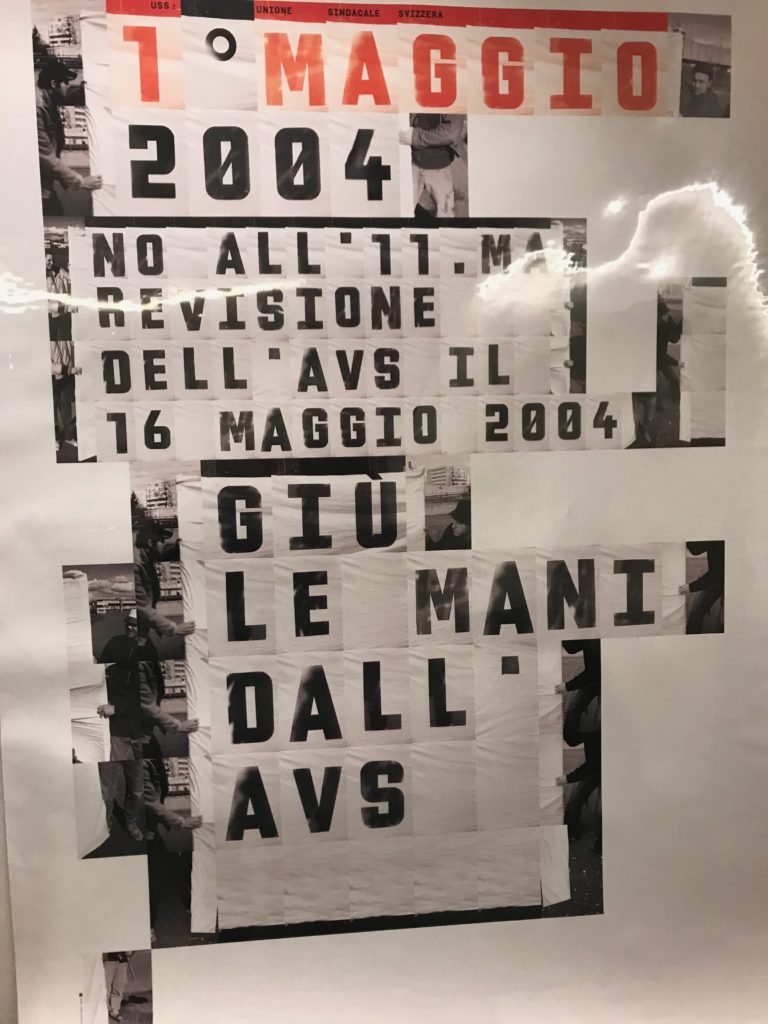 USS: UNIONE SINDACALE SVIZZERA
1° MAGGIO
2004
NO ALL'11.MA
REVISIONE
DELL'AVS IL
16 MAGGIO 2004
GIÙ
LE MANI
DALL'
AVS